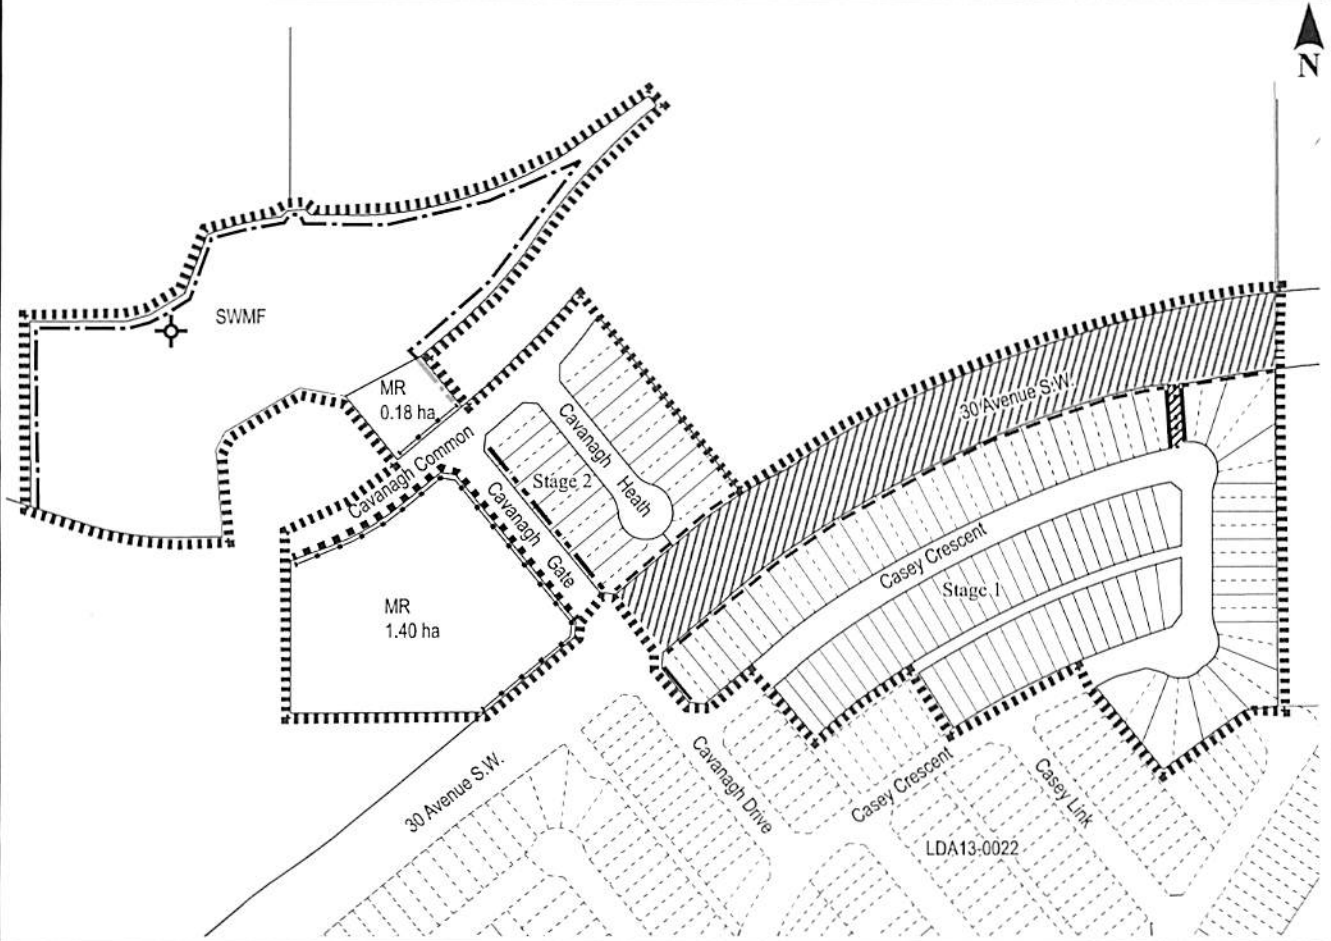 N
SWMF
MR
0.18 ha
30 Avenue S.W.
Cavanagh Common
Cavanagh Heath
Stage 2
Cavanagh Gate
Casey Crescent
Stage 1
MR
1.40 ha
30 Avenue S.W.
Cavanagh Drive
Casey Crescent
Casey Link
LDA13-0022